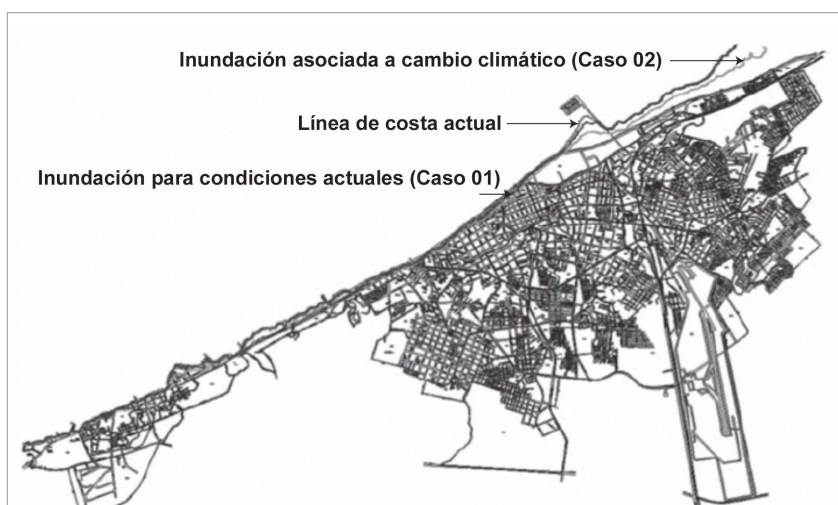 Inundación asociada a cambio climático (Caso 02)
Línea de costa actual
Inundación para condiciones actuales (Caso 01)